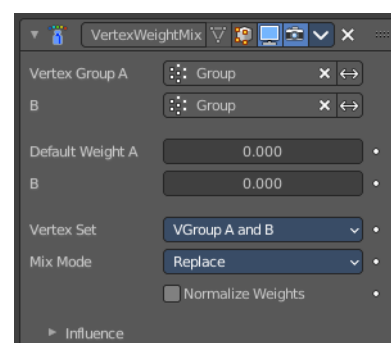 VertexWeightMix
Vertex Group A Group
B Group
Default Weight A 0.000
B 0.000
Vertex Set VGroup A and B
Mix Mode Replace
Normalize Weights
Influence